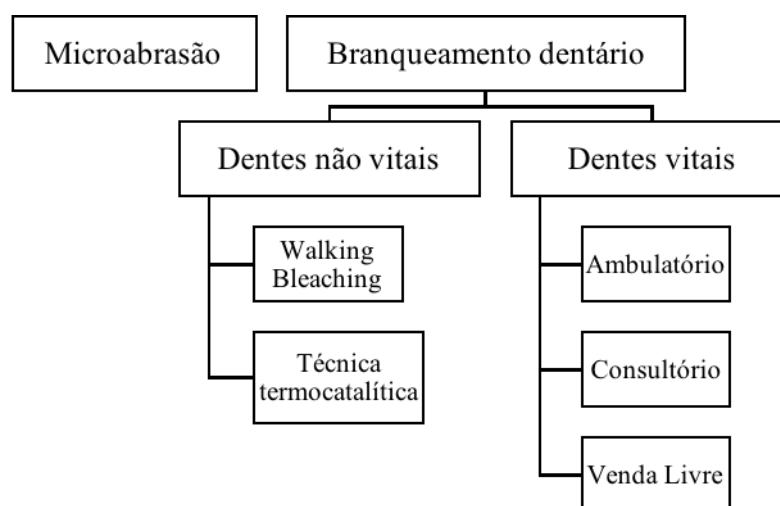 Microabrasão
Branqueamento dentário
Dentes não vitais
Dentes vitais
Walking
Bleaching
Técnica
termocatalítica
Ambulatório
Consultório
Venda Livre